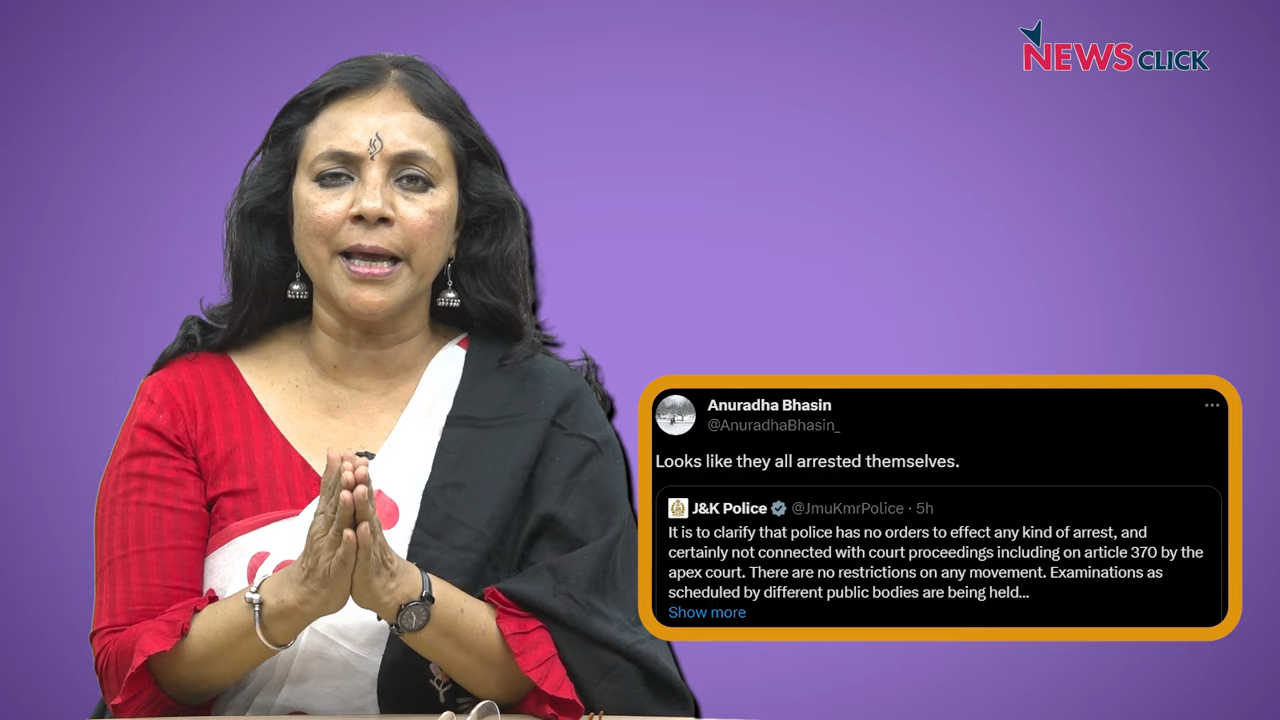 NEWSCLICK
Anuradha Bhasin
@AnuradhaBhasin_
Looks like they all arrested themselves.
J&K Police @JmuKmrPolice · 5h
It is to clarify that police has no orders to effect any kind of arrest, and
certainly not connected with court proceedings including on article 370 by the
apex court. There are no restrictions on any movement. Examinations as
scheduled by different public bodies are being held...
Show more